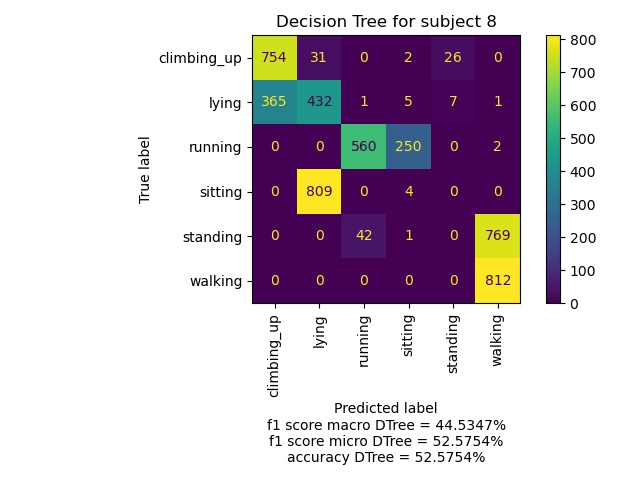 Decision Tree for subject 8
climbing_up 754 31 0 2 26 0
lying 365 432 1 5 7 1
running 0 0 560 250 0 2
sitting 0 809 0 4 0 0
standing 0 0 42 1 0 769
walking 0 0 0 0 0 812
True label
climbing_up lying running sitting standing walking
Predicted label
f1 score macro DTree = 44.5347%
f1 score micro DTree = 52.5754%
accuracy DTree = 52.5754%
800
700
600
500
400
300
200
100
0